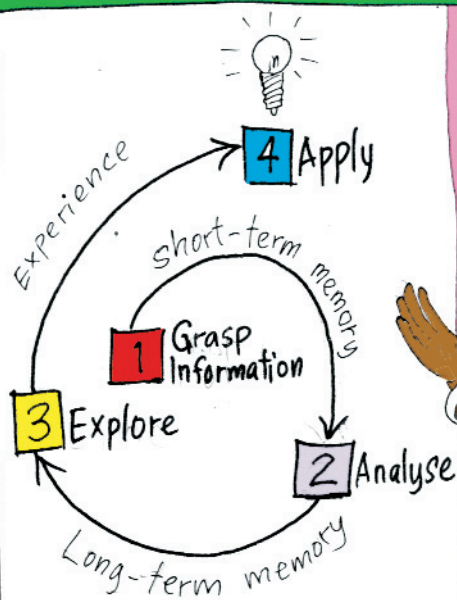 4 Apply
Experience
short-term memory
1 Grasp
Information
3 Explore
2 Analyse
Long-term memory